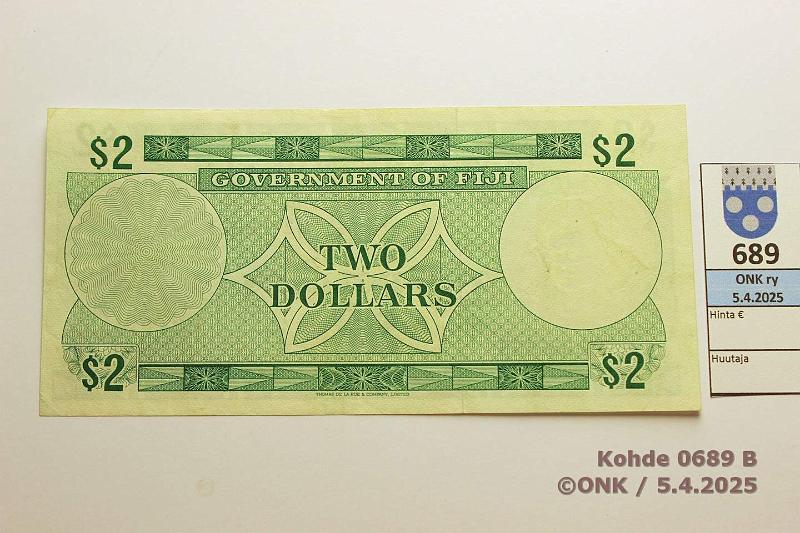 $2 $2
GOVERNMENT OF FIJI
TWO
DOLLARS
$2 $2
THOMAS DE LA RUE & COMPANY, LIMITED
689
ONK ry
5.4.2025
Hinta €
Huutaja
Kohde 0689 B
©ONK / 5.4.2025